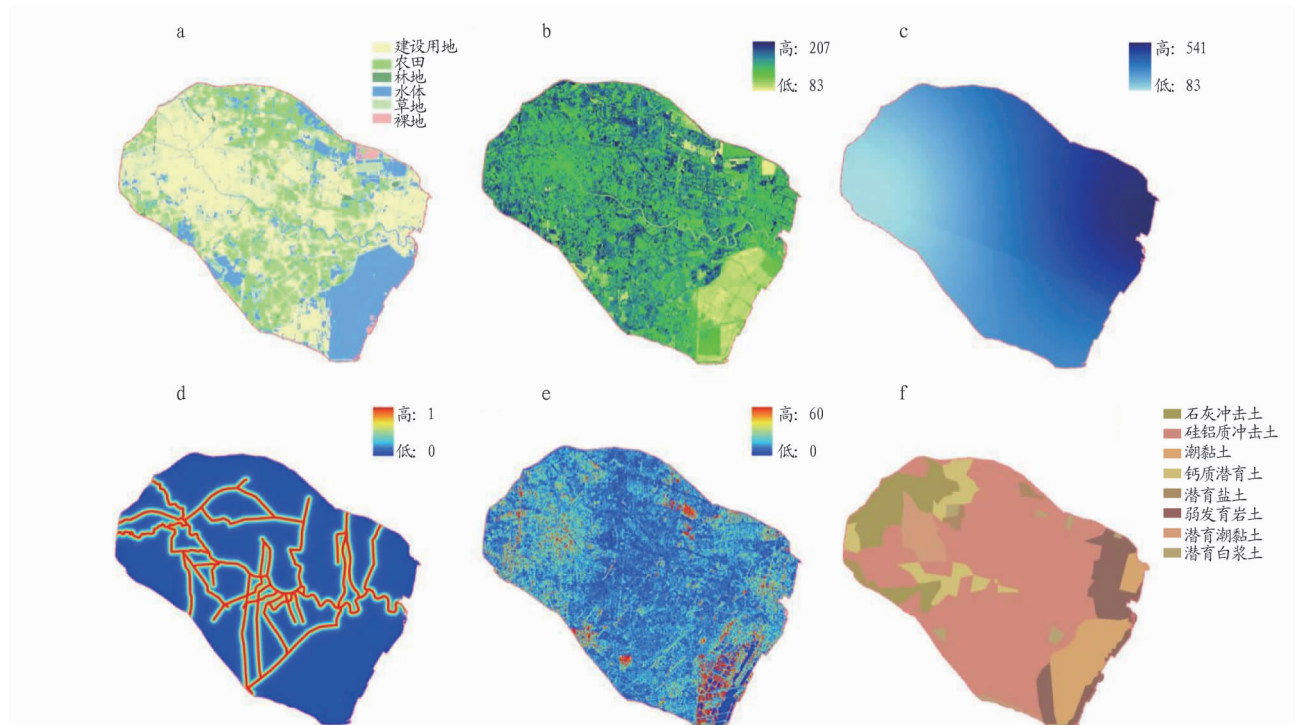 a
建设用地
农田
林地
水体
草地
裸地
b
高: 207
低: 83
c
高: 541
低: 83
d
高: 1
低: 0
e
高: 60
低: 0
f
石灰冲击土
硅铝质冲击土
潮黏土
钙质潜育土
潜育盐土
弱发育岩土
潜育潮黏土
潜育白浆土